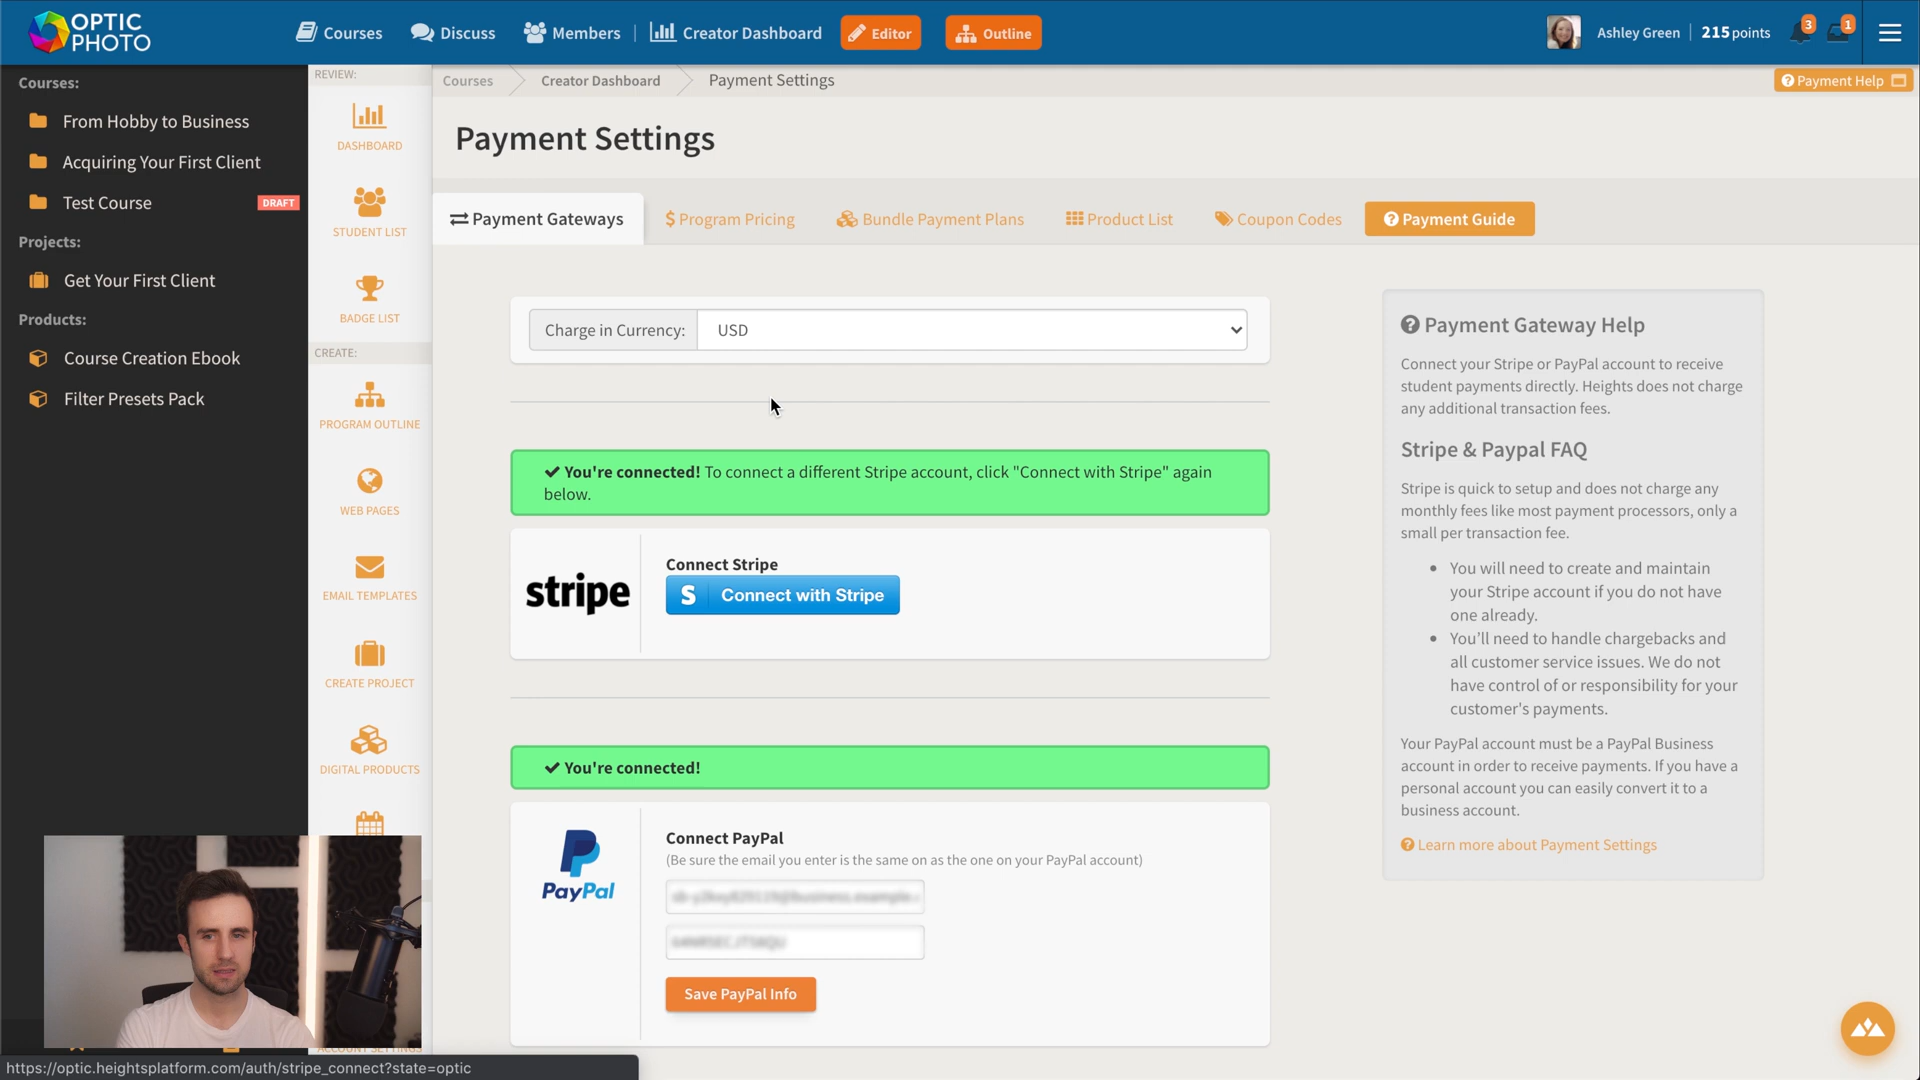 OPTIC
PHOTO
Courses
Discuss
Members
Creator Dashboard
Editor
Outline
Ashley Green
215 points
3
1
Courses:
From Hobby to Business
Acquiring Your First Client
Test Course
DRAFT
Projects:
Get Your First Client
Products:
Course Creation Ebook
Filter Presets Pack
REVIEW:
DASHBOARD
STUDENT LIST
BADGE LIST
CREATE:
PROGRAM OUTLINE
WEB PAGES
EMAIL TEMPLATES
CREATE PROJECT
DIGITAL PRODUCTS
ACCOUNT SETTINGS
Courses
Creator Dashboard
Payment Settings
Payment Help
Payment Settings
Payment Gateways
Program Pricing
Bundle Payment Plans
Product List
Coupon Codes
Payment Guide
Charge in Currency:
USD
You're connected! To connect a different Stripe account, click "Connect with Stripe" again
below.
stripe
Connect Stripe
S Connect with Stripe
You're connected!
PayPal
Connect PayPal
(Be sure the email you enter is the same on as the one on your PayPal account)
Save PayPal Info
Payment Gateway Help
Connect your Stripe or PayPal account to receive
student payments directly. Heights does not charge
any additional transaction fees.
Stripe & Paypal FAQ
Stripe is quick to setup and does not charge any
monthly fees like most payment processors, only a
small per transaction fee.
You will need to create and maintain
your Stripe account if you do not have
one already.
You'll need to handle chargebacks and
all customer service issues. We do not
have control of or responsibility for your
customer's payments.
Your PayPal account must be a PayPal Business
account in order to receive payments. If you have a
personal account you can easily convert it to a
business account.
Learn more about Payment Settings
https://optic.heightsplatform.com/auth/stripe_connect?state=optic